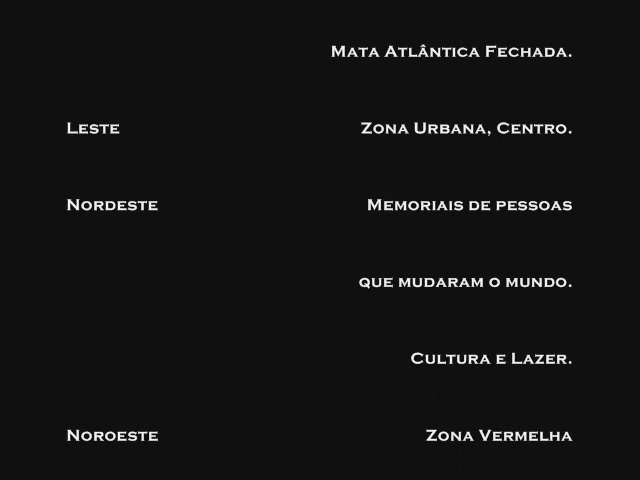 Mata Atlântica Fechada.
Leste Zona Urbana, Centro.
Nordeste Memoriais de pessoas
que mudaram o mundo.
Cultura e Lazer.
Noroeste Zona Vermelha